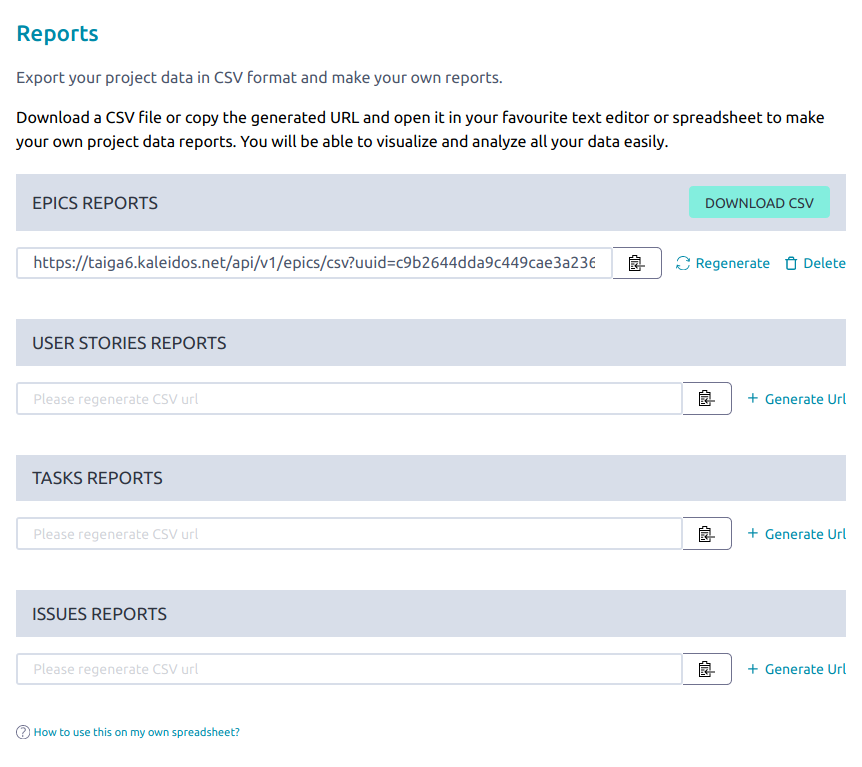 Reports
Export your project data in CSV format and make your own reports.
Download a CSV file or copy the generated URL and open it in your favourite text editor or spreadsheet to make
your own project data reports. You will be able to visualize and analyze all your data easily.
EPICS REPORTS DOWNLOAD CSV
https://taiga6.kaleidos.net/api/v1/epics/csv?uuid=c9b2644dda9c449cae3a236 Regenerate Delete
USER STORIES REPORTS
Please regenerate CSV url + Generate Url
TASKS REPORTS
Please regenerate CSV url + Generate Url
ISSUES REPORTS
Please regenerate CSV url + Generate Url
? How to use this on my own spreadsheet?